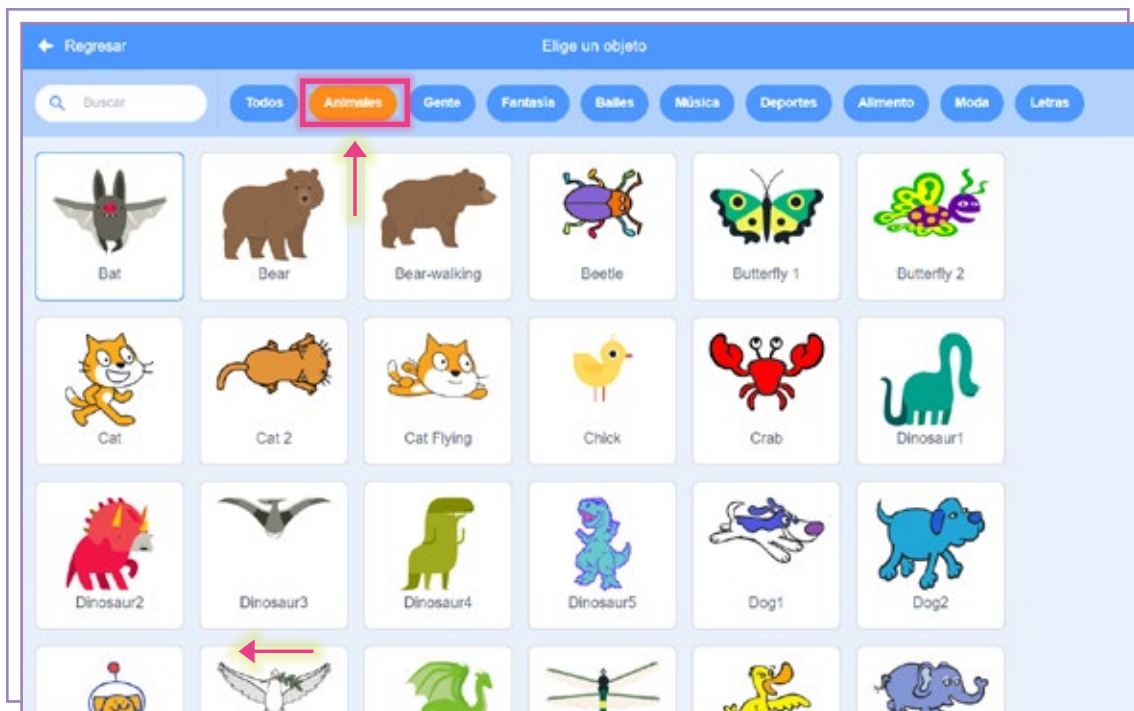 Regresar Elige un objeto
Buscar Todos Animales Gente Fantasía Bailes Música Deportes Alimento Moda Letras
Bat Bear Bear-walking Beetle Butterfly 1 Butterfly 2
Cat Cat 2 Cat Flying Chick Crab Dinosaur1
Dinosaur2 Dinosaur3 Dinosaur4 Dinosaur5 Dog1 Dog2